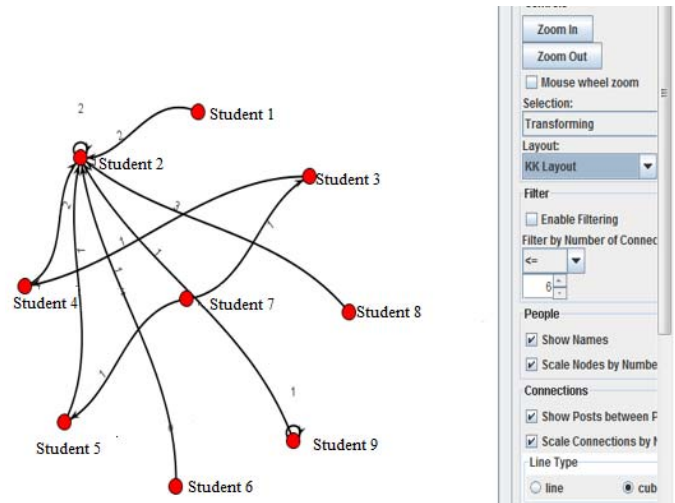 2
Student 1
2
Student 2
Student 3
2
2
1
1
1
1
1
Student 4
Student 7
Student 8
1
1
Student 5
Student 9
Student 6
Controls
Zoom In
Zoom Out
Mouse wheel zoom
Selection:
Transforming
Layout:
KK Layout
Filter
Enable Filtering
Filter by Number of Connec
<=
6
People
Show Names
Scale Nodes by Numbe
Connections
Show Posts between P
Scale Connections by N
Line Type
line
cub